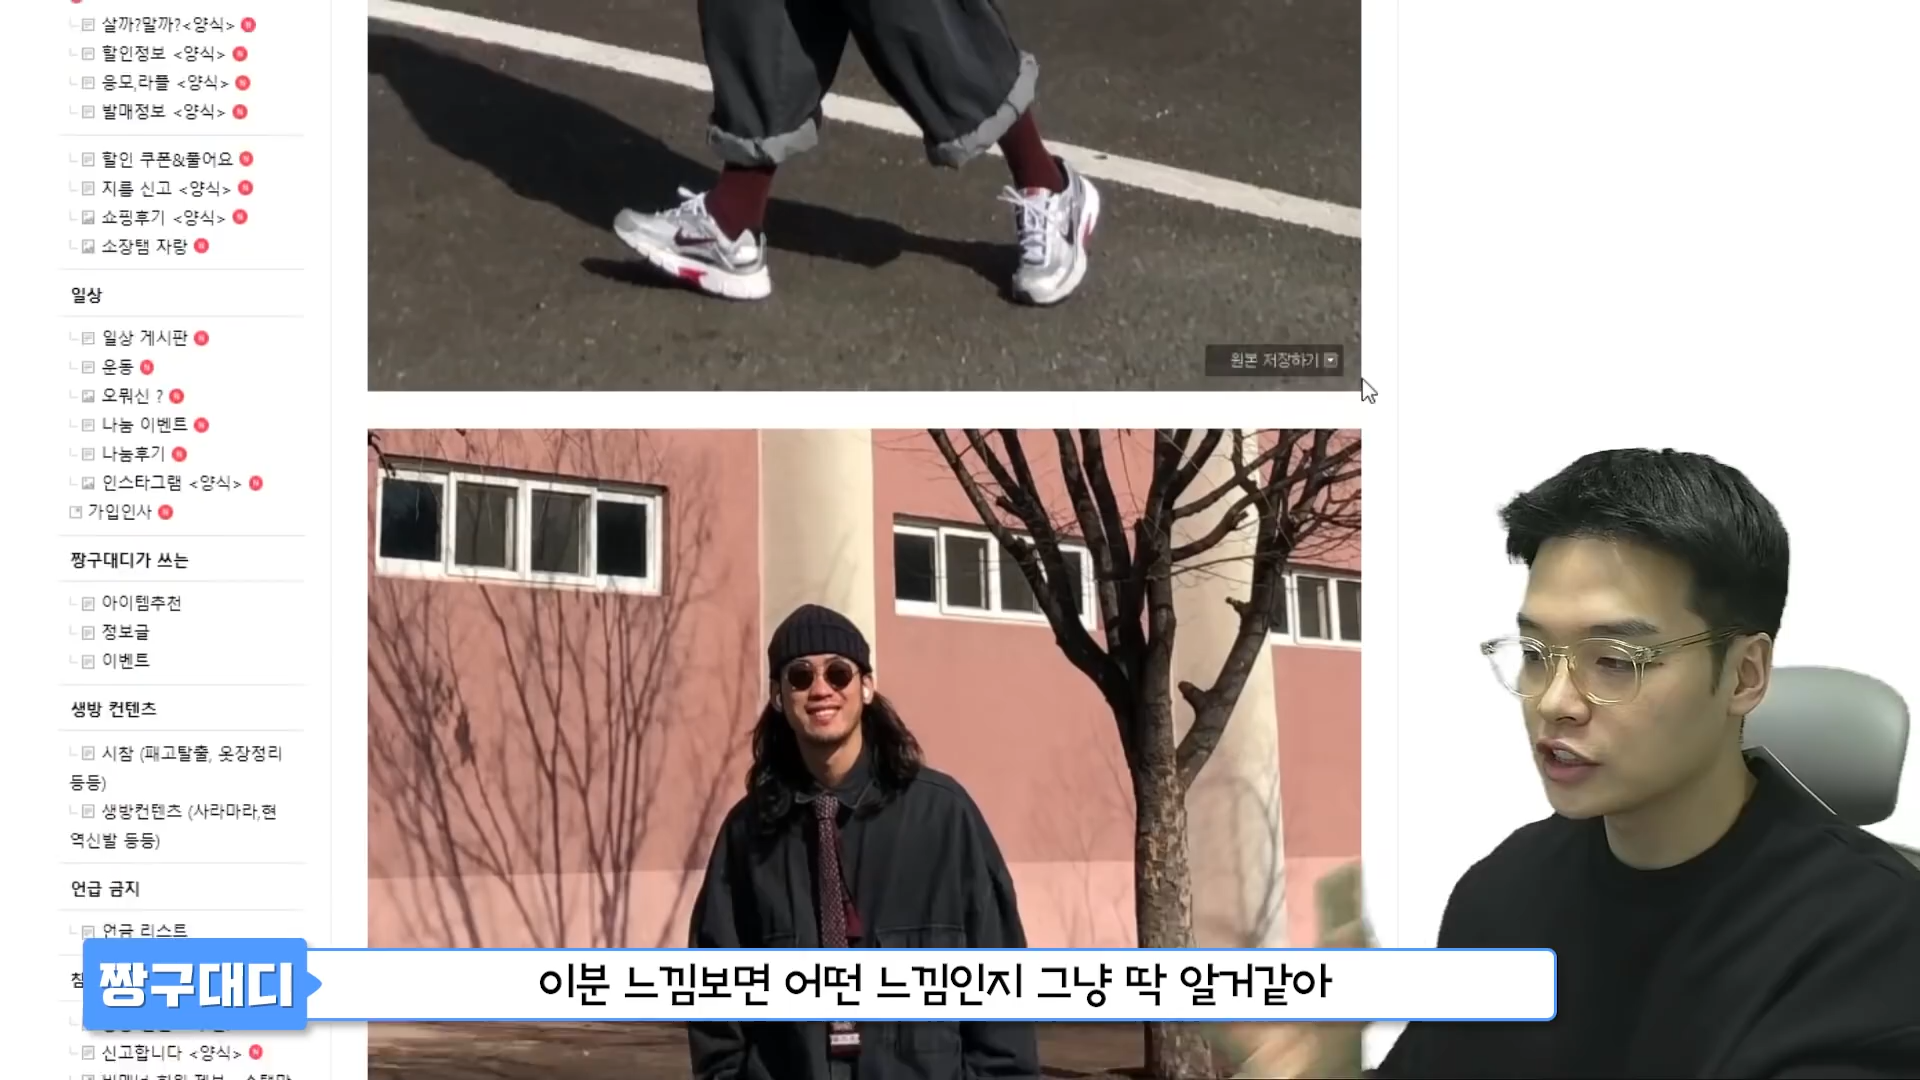 살까?말까?<양식> N
할인정보 <양식> N
응모,라플 <양식> N
발매정보 <양식> N
할인 쿠폰&풀어요 N
지름 신고 <양식> N
쇼핑후기 <양식> N
소장탬 자랑 N
일상
일상 게시판 N
운동 N
오뭐신 ? N
나눔 이벤트 N
나눔후기 N
인스타그램 <양식> N
가입인사 N
짱구대디가 쓰는
아이템추천
정보글
이벤트
생방 컨텐츠
시참 (패고탈출, 옷장정리
등등)
생방컨텐츠 (사라마라,현
역신발 등등)
언급 금지
언금 리스트
신고합니다 <양식> N
원본 저장하기
짱구대디
이분 느낌보면 어떤 느낌인지 그냥 딱 알거같아